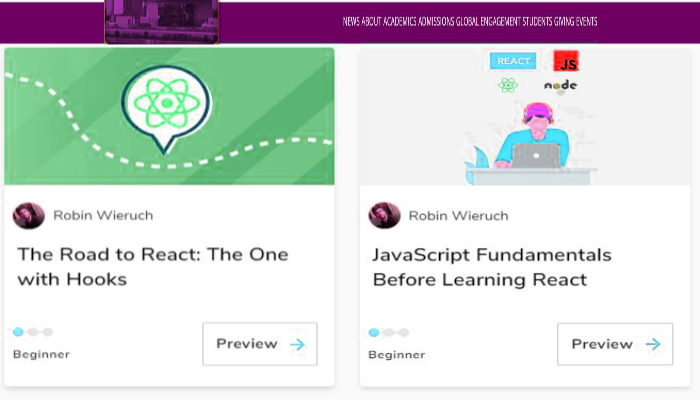 NEWS ABOUT ACADEMICS ADMISSIONS GLOBAL ENGAGEMENT STUDENTS GIVING EVENTS
REACT
JS
node
Robin Wieruch
The Road to React: The One
with Hooks
Beginner
Preview
Robin Wieruch
JavaScript Fundamentals
Before Learning React
Beginner
Preview